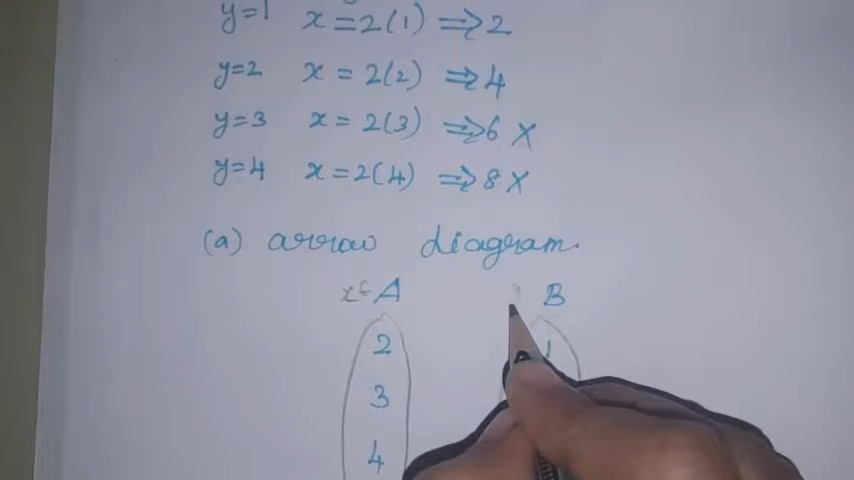 y=1 x=2(1) ⇒2
y=2 x=2(2) ⇒4
y=3 x=2(3) ⇒6 X
y=4 x=2(4) ⇒8 X
(a) arrow diagram.
x= A B
2 1
3
4